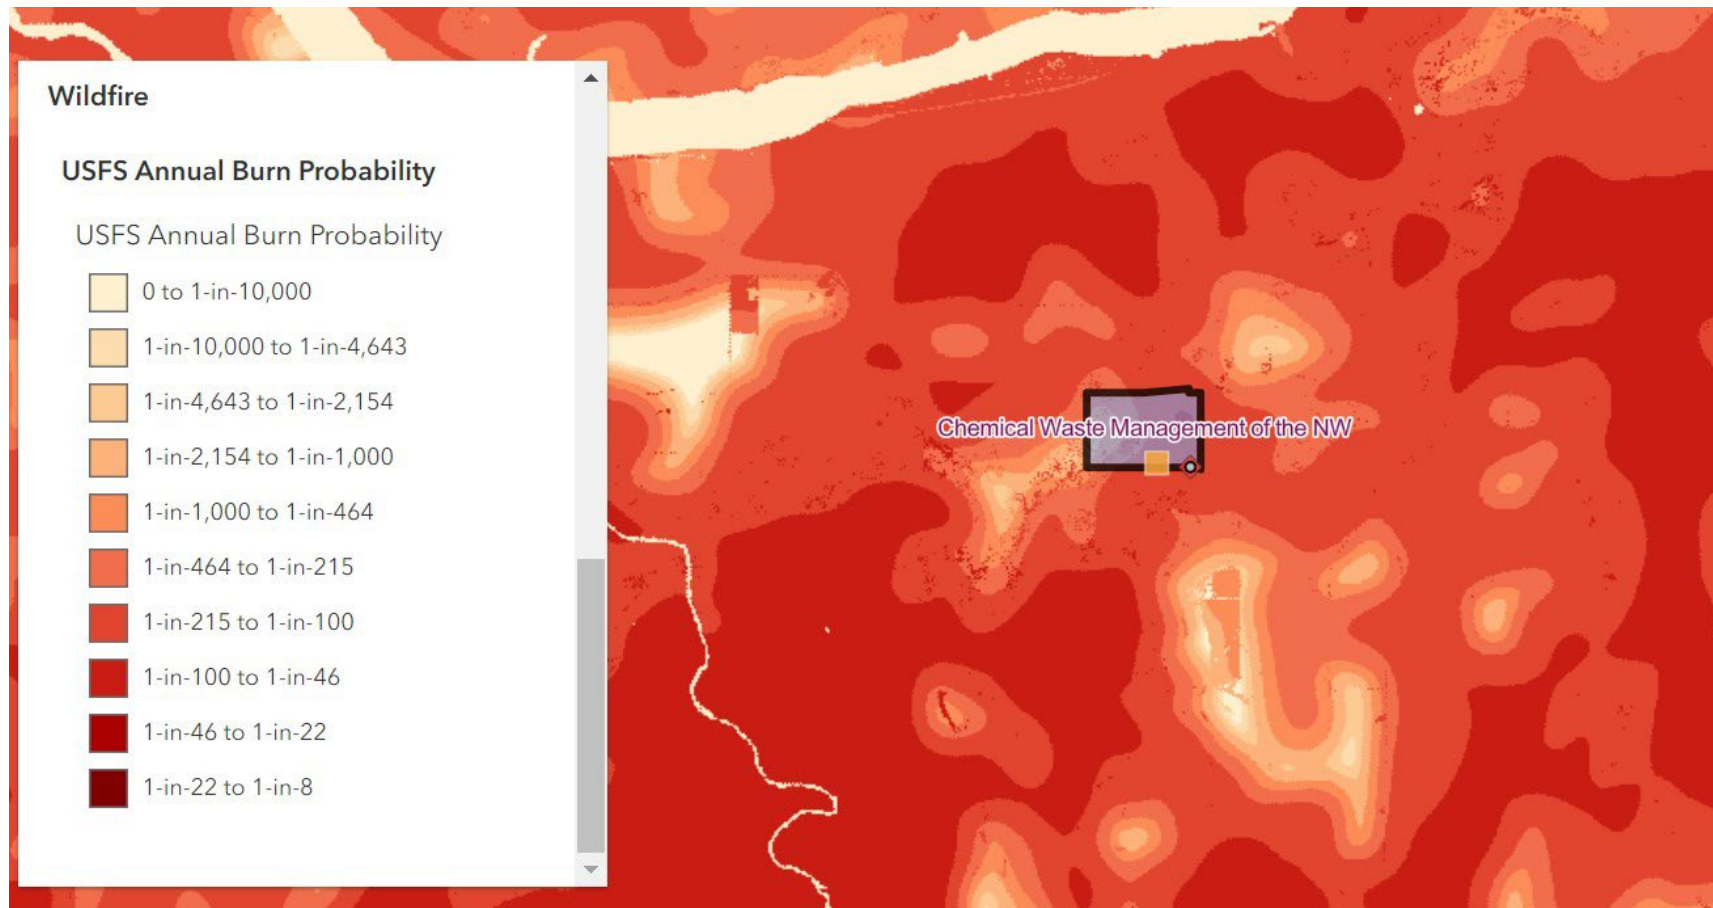 Wildfire
USFS Annual Burn Probability
USFS Annual Burn Probability
0 to 1-in-10,000
1-in-10,000 to 1-in-4,643
1-in-4,643 to 1-in-2,154
1-in-2,154 to 1-in-1,000
1-in-1,000 to 1-in-464
1-in-464 to 1-in-215
1-in-215 to 1-in-100
1-in-100 to 1-in-46
1-in-46 to 1-in-22
1-in-22 to 1-in-8
Chemical Waste Management of the NW